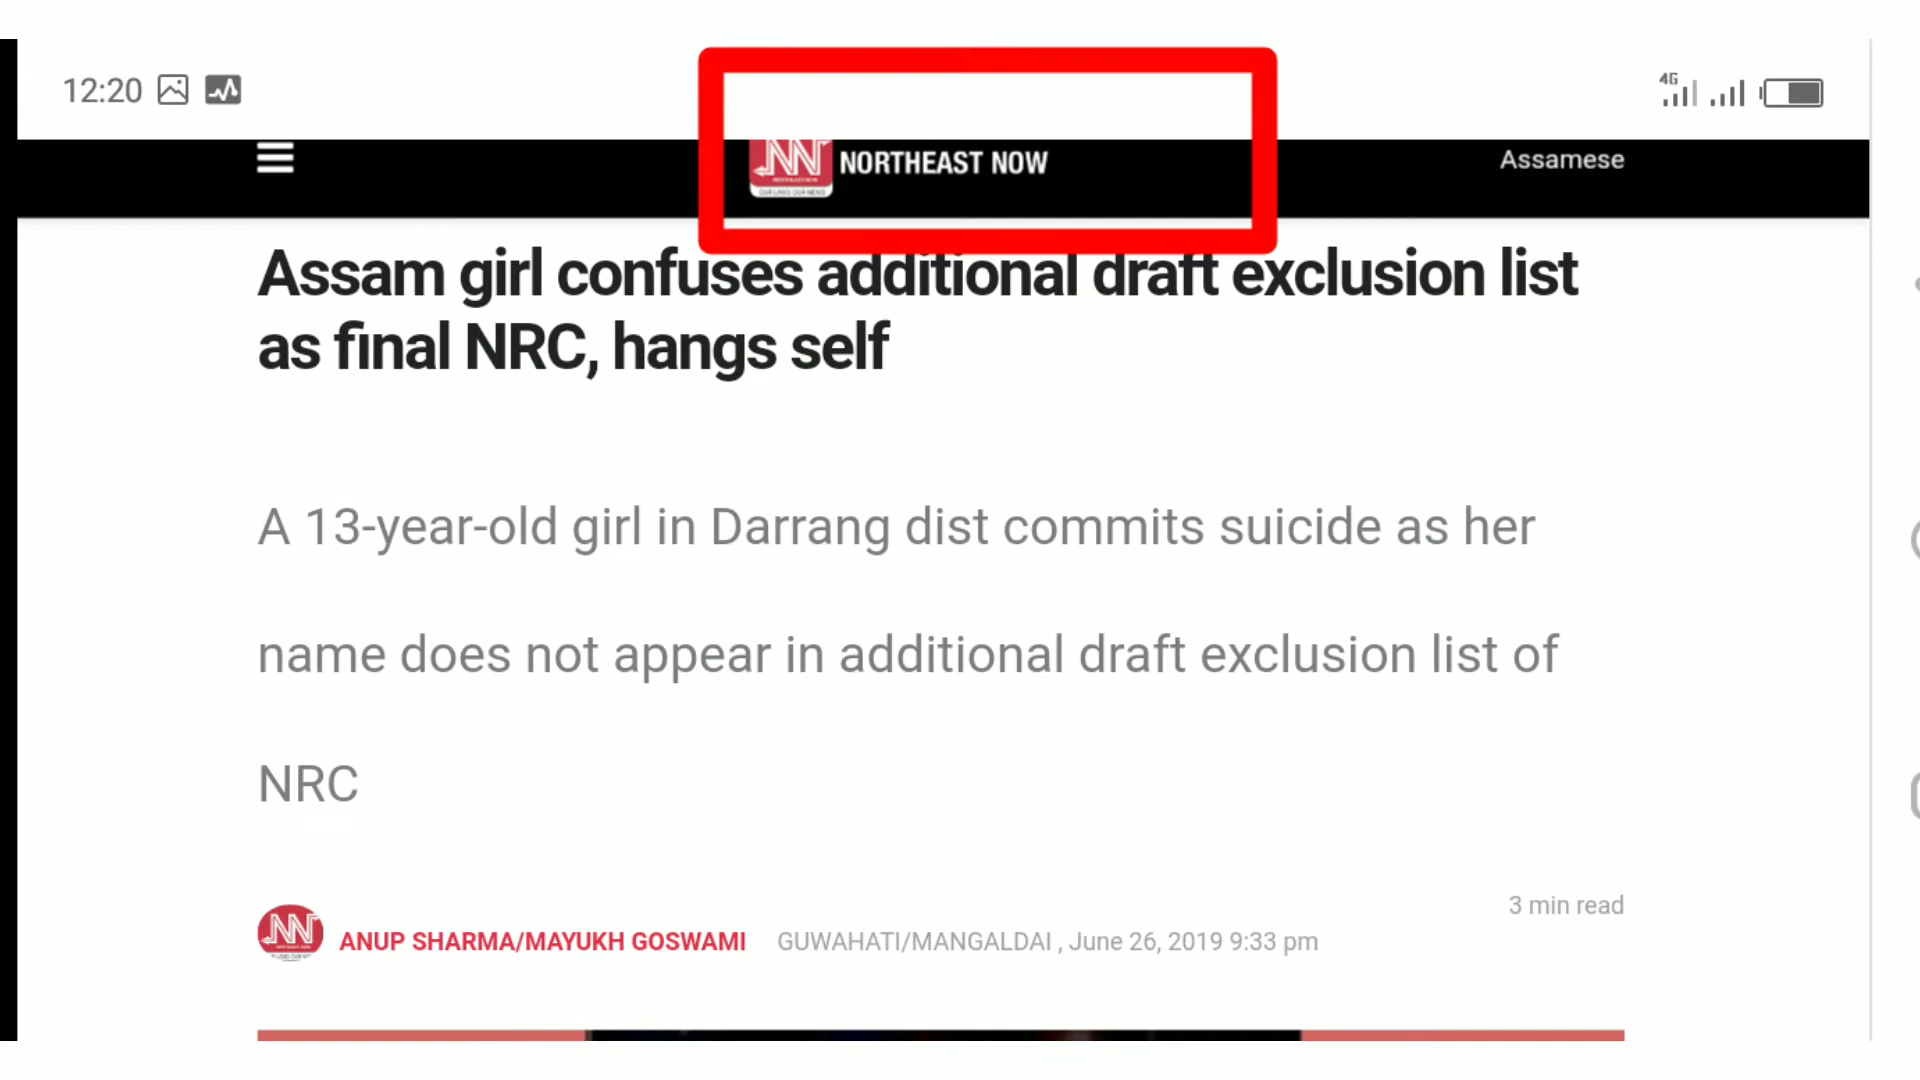 12:20
4G
NORTHEAST NOW
Assamese
Assam girl confuses additional draft exclusion list
as final NRC, hangs self
A 13-year-old girl in Darrang dist commits suicide as her
name does not appear in additional draft exclusion list of
NRC
3 min read
ANUP SHARMA/MAYUKH GOSWAMI GUWAHATI/MANGALDAI , June 26, 2019 9:33 pm